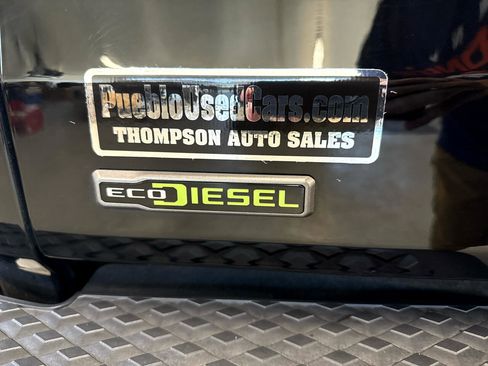 PuebloUsedCars.com
THOMPSON AUTO SALES
ECODIESEL